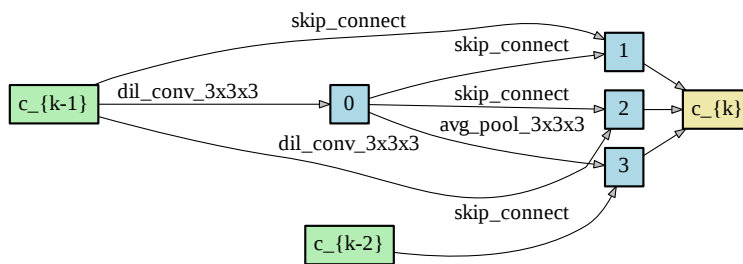 skip_connect
1
skip_connect
c_{k-1}
dil_conv_3x3x3
0
skip_connect
2
c_{k}
avg_pool_3x3x3
dil_conv_3x3x3
3
skip_connect
c_{k-2}